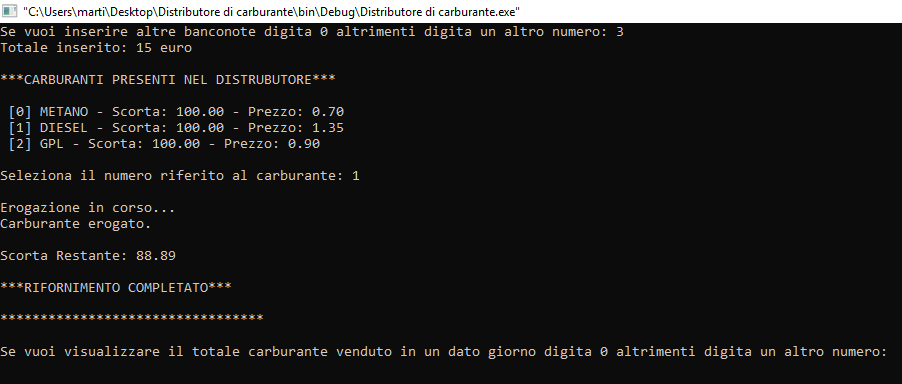 "C:\Users\marti\Desktop\Distributore di carburante\bin\Debug\Distributore di carburante.exe"
Se vuoi inserire altre banconote digita 0 altrimenti digita un altro numero: 3
Totale inserito: 15 euro
***CARBURANTI PRESENTI NEL DISTRUBUTORE***
[0] METANO - Scorta: 100.00 - Prezzo: 0.70
[1] DIESEL - Scorta: 100.00 - Prezzo: 1.35
[2] GPL - Scorta: 100.00 - Prezzo: 0.90
Seleziona il numero riferito al carburante: 1
Erogazione in corso...
Carburante erogato.
Scorta Restante: 88.89
***RIFORNIMENTO COMPLETATO***
*********************************
Se vuoi visualizzare il totale carburante venduto in un dato giorno digita 0 altrimenti digita un altro numero: